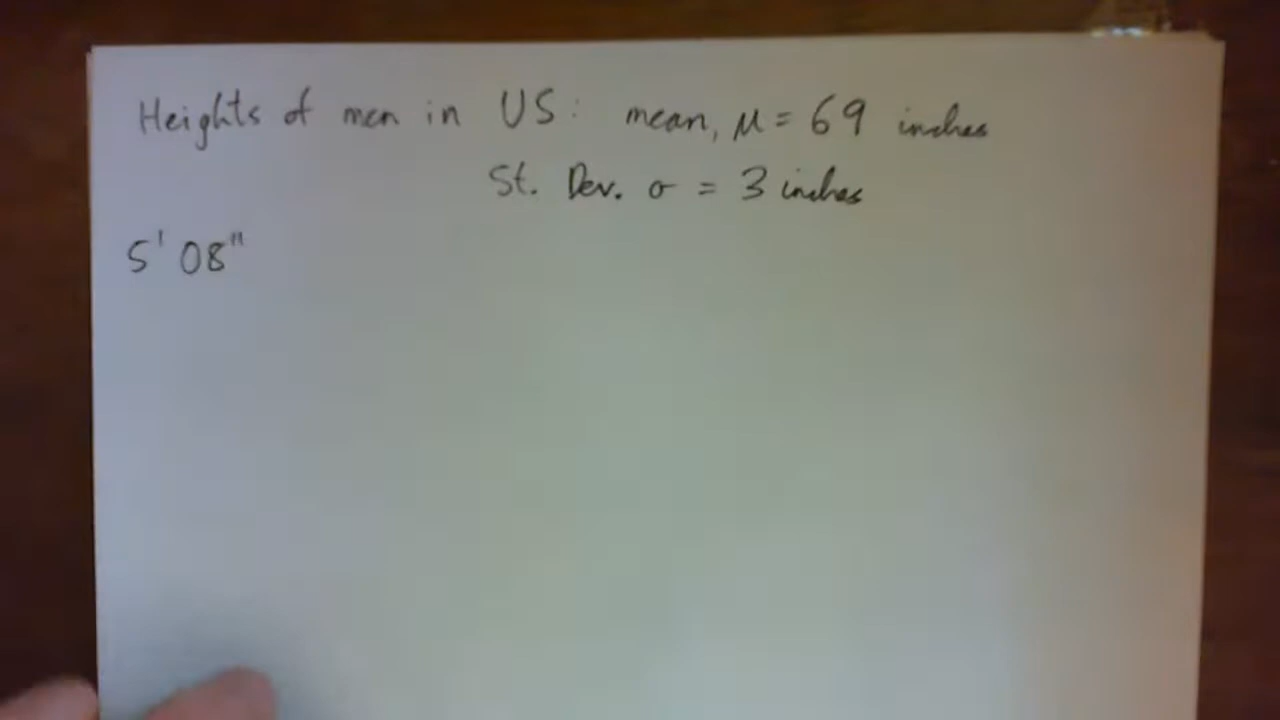 Heights of men in US: mean, μ = 69 inches
St. Dev. σ = 3 inches
5' 08"